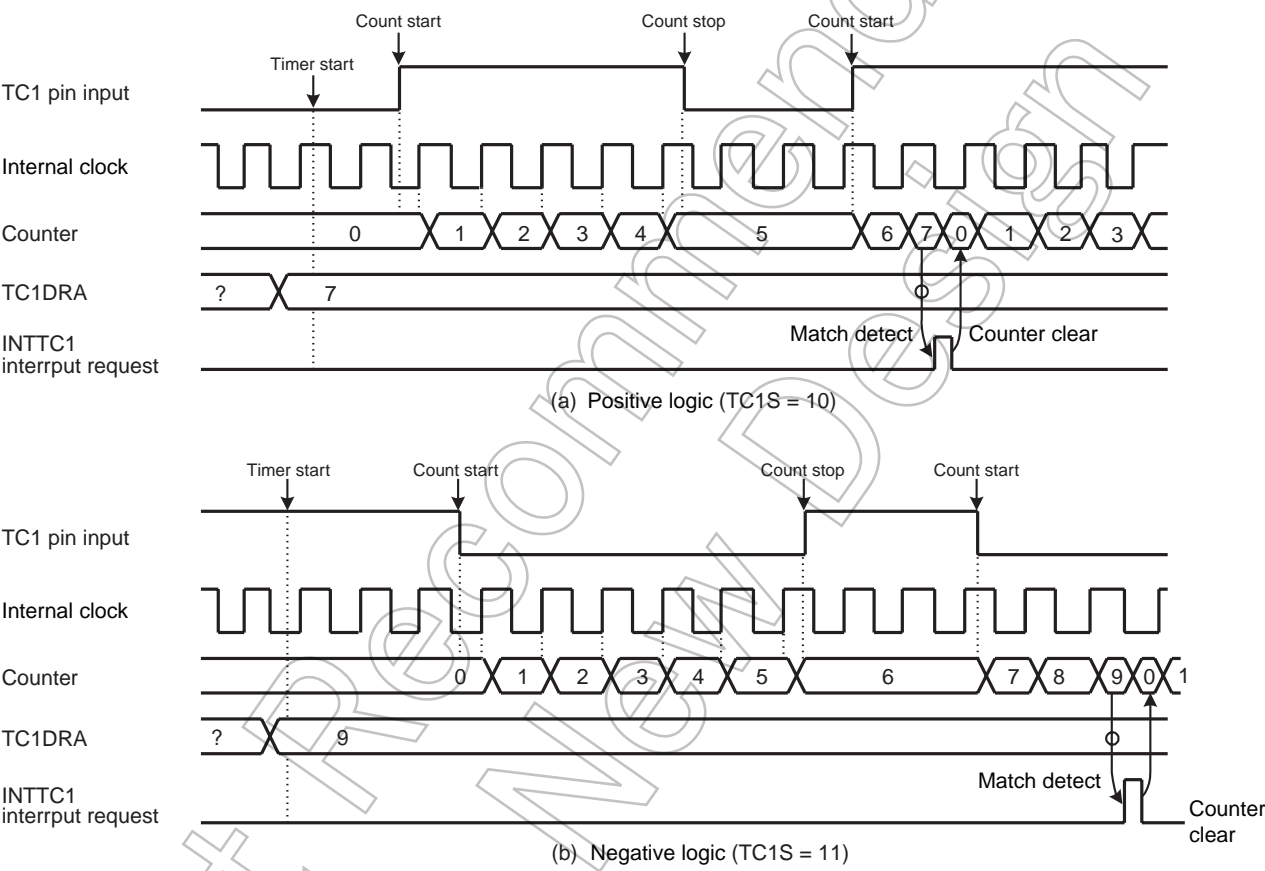 Count start Count stop Count start
Timer start
TC1 pin input
Internal clock
Counter 0 1 2 3 4 5 6 7 0 1 2 3
TC1DRA ? 7
Match detect Counter clear
INTTC1
interrput request
(a) Positive logic (TC1S = 10)
Timer start Count start Count stop Count start
TC1 pin input
Internal clock
Counter 0 1 2 3 4 5 6 7 8 9 0 1
TC1DRA ? 9
Match detect
INTTC1
interrput request
Counter
clear
(b) Negative logic (TC1S = 11)
t Recommend
New Design